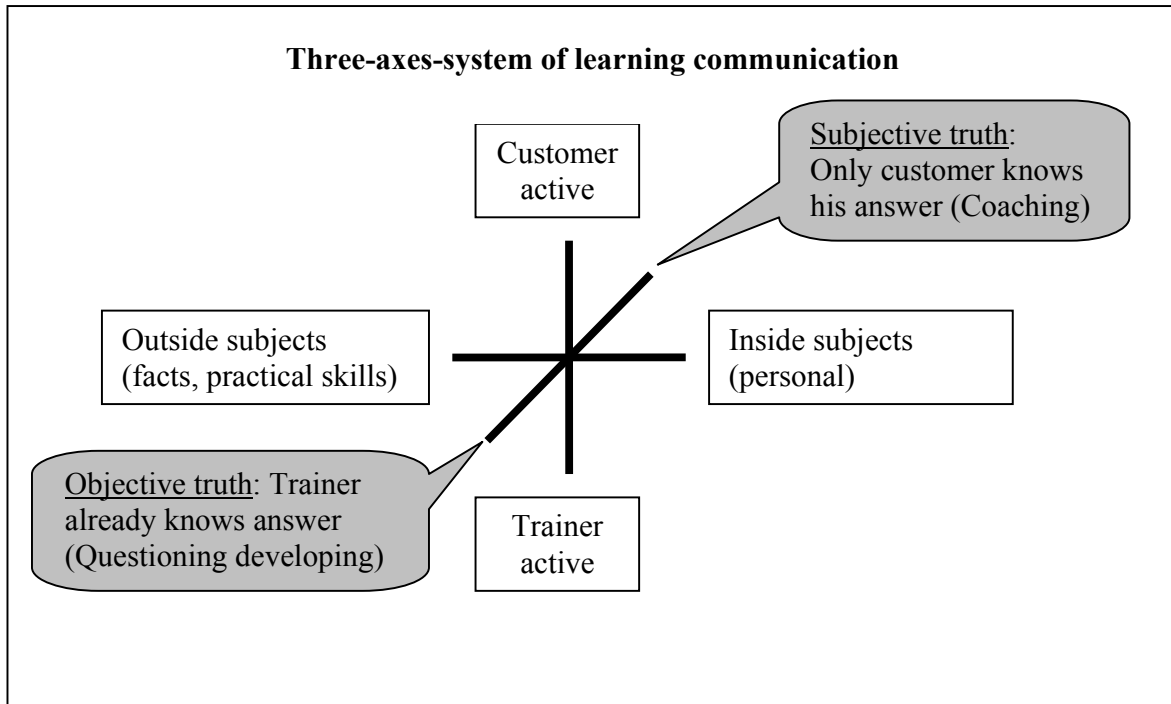 Three-axes-system of learning communication
Customer
active
Subjective truth:
Only customer knows
his answer (Coaching)
Outside subjects
(facts, practical skills)
Inside subjects
(personal)
Objective truth: Trainer
already knows answer
(Questioning developing)
Trainer
active